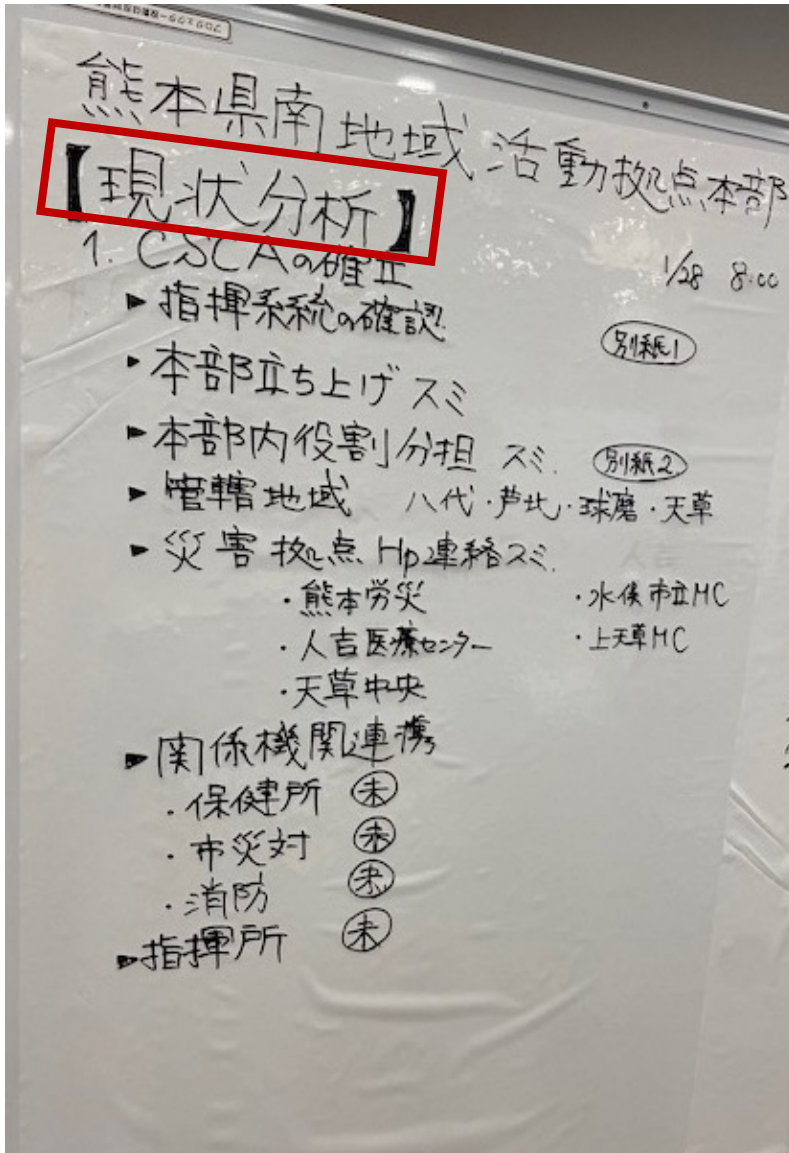 熊本県南地域活動拠点本部
【現状分析】
1. CSCAの確立
1/28 8:00
▶指揮系統の確認 別紙1
▶本部立ち上げ スミ
▶本部内役割分担 スミ. 別紙2
▶管轄地域 八代・芦北・球磨・天草
▶災害拠点Hp連絡スミ.
・熊本労災 ・水俣市立MC
・人吉医療センター ・上天草MC
・天草中央
▶関係機関連携
・保健所 未
・市災対 未
・消防 未
▶指揮所 未